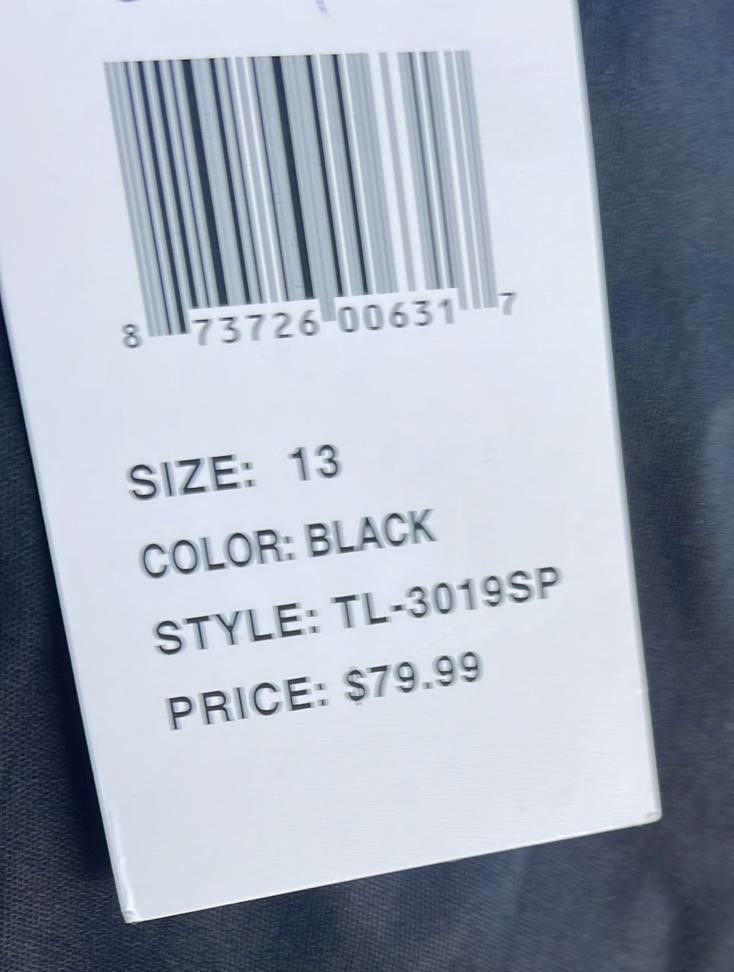 8 73726 00631 7
SIZE: 13
COLOR: BLACK
STYLE: TL-3019SP
PRICE: $79.99